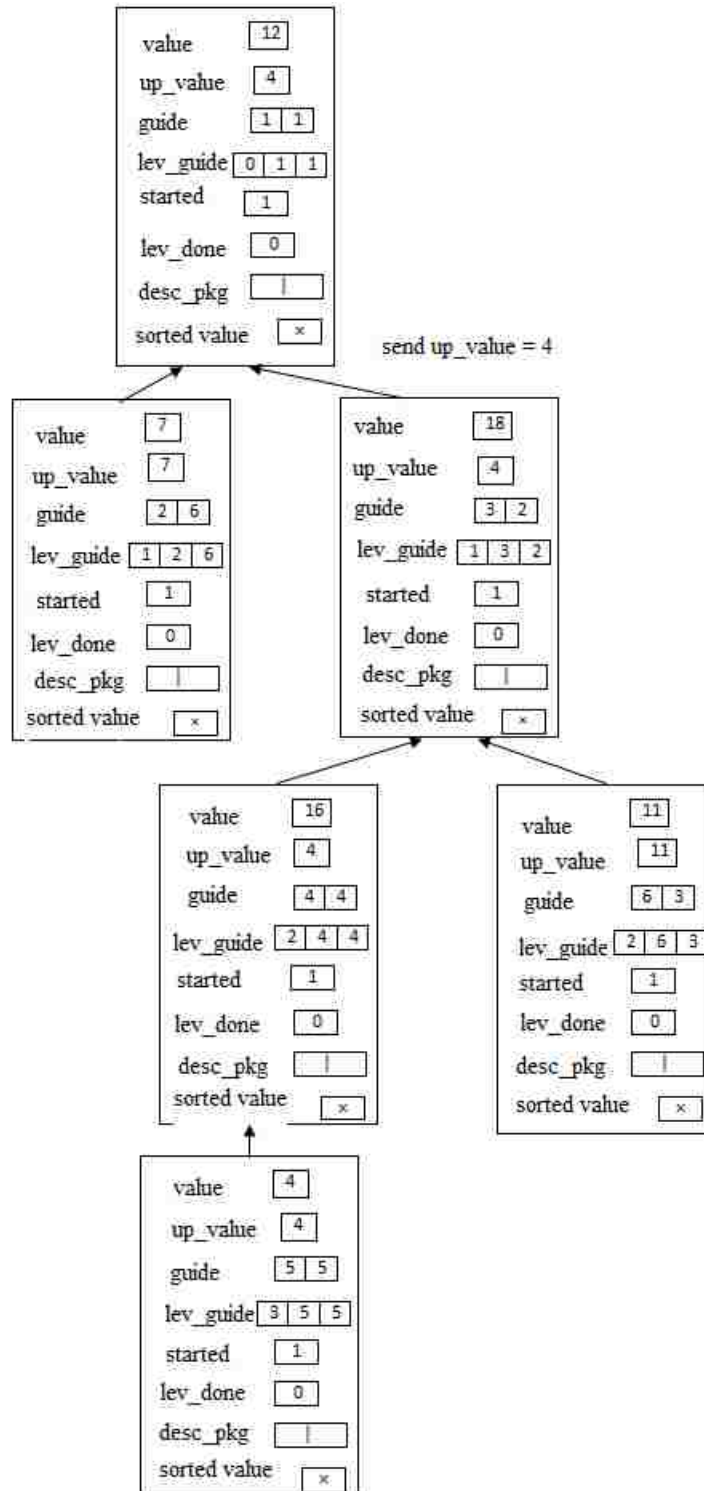 value 12
up_value 4
guide 1 1
lev_guide 0 1 1
started 1
lev_done 0
desc_pkg |
sorted value ×
send up_value = 4
value 7
up_value 7
guide 2 6
lev_guide 1 2 6
started 1
lev_done 0
desc_pkg |
sorted value ×
value 18
up_value 4
guide 3 2
lev_guide 1 3 2
started 1
lev_done 0
desc_pkg |
sorted value ×
value 16
up_value 4
guide 4 4
lev_guide 2 4 4
started 1
lev_done 0
desc_pkg |
sorted value ×
value 11
up_value 11
guide 6 3
lev_guide 2 6 3
started 1
lev_done 0
desc_pkg |
sorted value ×
value 4
up_value 4
guide 5 5
lev_guide 3 5 5
started 1
lev_done 0
desc_pkg |
sorted value ×